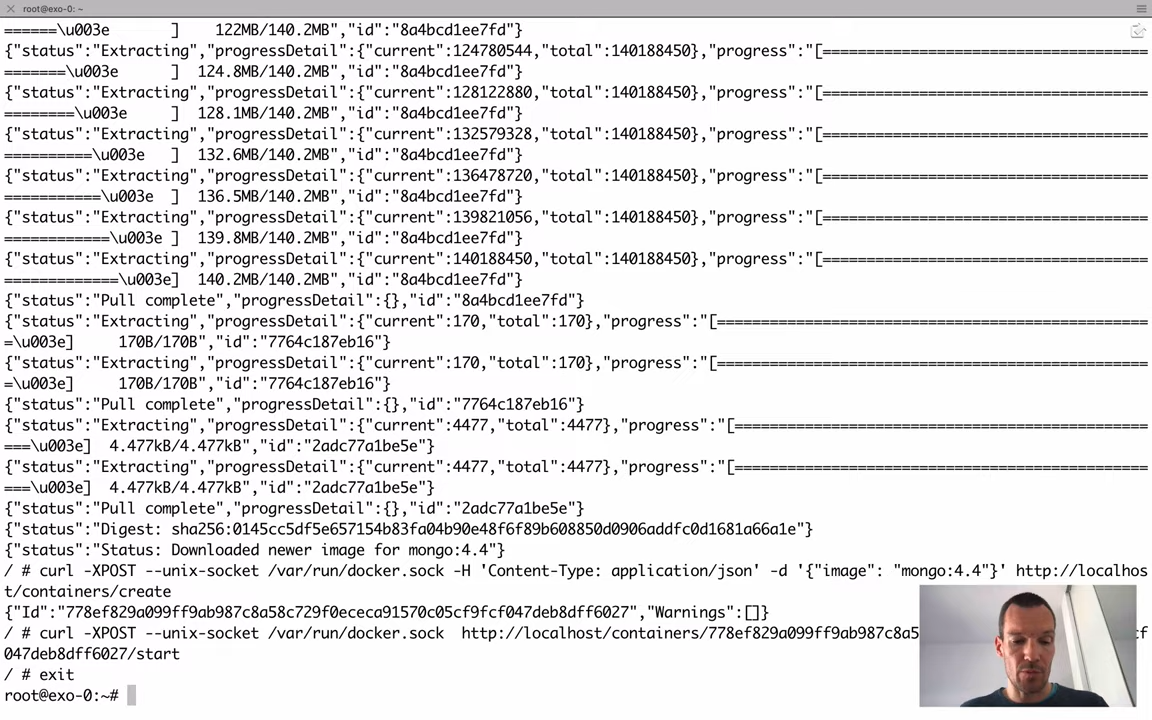 root@exo-0: ~
======\u003e       ]    122MB/140.2MB","id":"8a4bcd1ee7fd"}
{"status":"Extracting","progressDetail":{"current":124780544,"total":140188450},"progress":"[=====================================
=======\u003e      ]  124.8MB/140.2MB","id":"8a4bcd1ee7fd"}
{"status":"Extracting","progressDetail":{"current":128122880,"total":140188450},"progress":"[=====================================
========\u003e     ]  128.1MB/140.2MB","id":"8a4bcd1ee7fd"}
{"status":"Extracting","progressDetail":{"current":132579328,"total":140188450},"progress":"[=====================================
==========\u003e   ]  132.6MB/140.2MB","id":"8a4bcd1ee7fd"}
{"status":"Extracting","progressDetail":{"current":136478720,"total":140188450},"progress":"[=====================================
===========\u003e  ]  136.5MB/140.2MB","id":"8a4bcd1ee7fd"}
{"status":"Extracting","progressDetail":{"current":139821056,"total":140188450},"progress":"[=====================================
============\u003e ]  139.8MB/140.2MB","id":"8a4bcd1ee7fd"}
{"status":"Extracting","progressDetail":{"current":140188450,"total":140188450},"progress":"[=====================================
=============\u003e]  140.2MB/140.2MB","id":"8a4bcd1ee7fd"}
{"status":"Pull complete","progressDetail":{},"id":"8a4bcd1ee7fd"}
{"status":"Extracting","progressDetail":{"current":170,"total":170},"progress":"[=================================================
=\u003e]     170B/170B","id":"7764c187eb16"}
{"status":"Extracting","progressDetail":{"current":170,"total":170},"progress":"[=================================================
=\u003e]     170B/170B","id":"7764c187eb16"}
{"status":"Pull complete","progressDetail":{},"id":"7764c187eb16"}
{"status":"Extracting","progressDetail":{"current":4477,"total":4477},"progress":"[===============================================
===\u003e]  4.477kB/4.477kB","id":"2adc77a1be5e"}
{"status":"Extracting","progressDetail":{"current":4477,"total":4477},"progress":"[===============================================
===\u003e]  4.477kB/4.477kB","id":"2adc77a1be5e"}
{"status":"Pull complete","progressDetail":{},"id":"2adc77a1be5e"}
{"status":"Digest: sha256:0145cc5df5e657154b83fa04b90e48f6f89b608850d0906addfc0d1681a66a1e"}
{"status":"Status: Downloaded newer image for mongo:4.4"}
/ # curl -XPOST --unix-socket /var/run/docker.sock -H 'Content-Type: application/json' -d '{"image": "mongo:4.4"}' http://localhos
t/containers/create
{"Id":"778ef829a099ff9ab987c8a58c729f0ececa91570c05cf9fcf047deb8dff6027","Warnings":[]}
/ # curl -XPOST --unix-socket /var/run/docker.sock  http://localhost/containers/778ef829a099ff9ab987c8a5 cf
047deb8dff6027/start
/ # exit
root@exo-0:~#